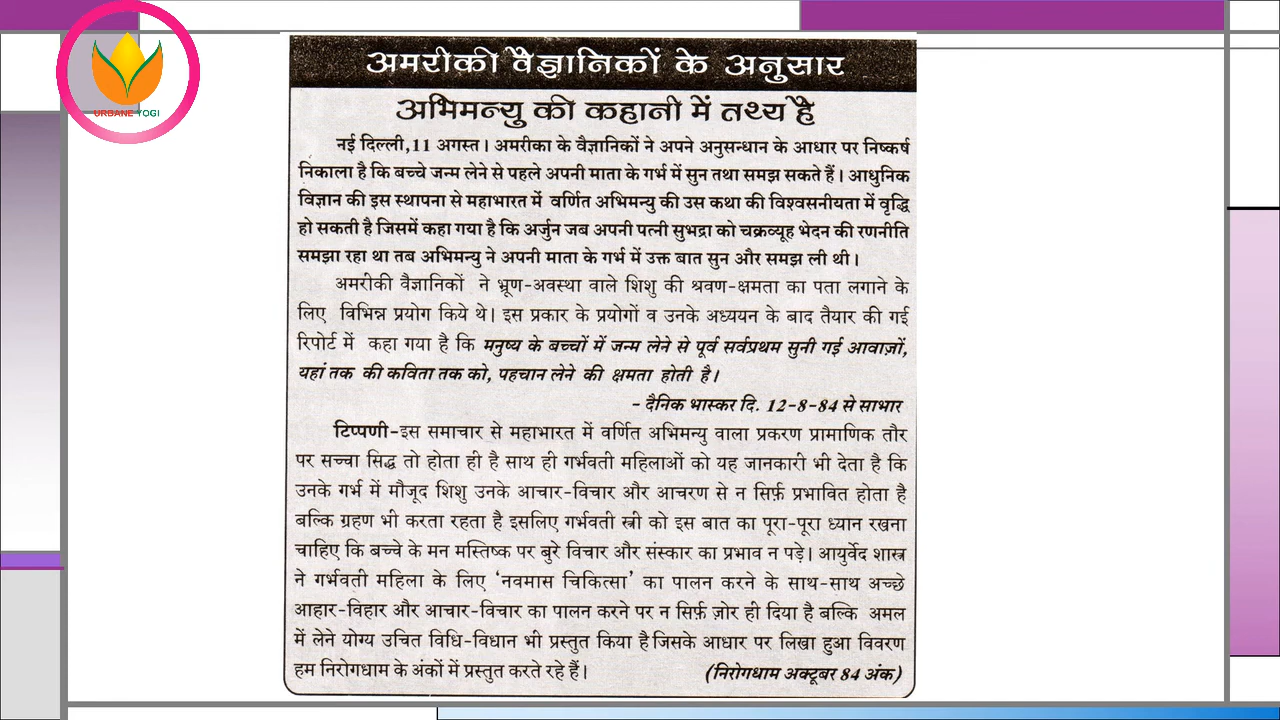 URBANE YOGI
अमरीकी वैज्ञानिकों के अनुसार
अभिमन्यु की कहानी में तथ्य है
नई दिल्ली, 11 अगस्त। अमरीका के वैज्ञानिकों ने अपने अनुसन्धान के आधार पर निष्कर्ष
निकाला है कि बच्चे जन्म लेने से पहले अपनी माता के गर्भ में सुन तथा समझ सकते हैं। आधुनिक
विज्ञान की इस स्थापना से महाभारत में वर्णित अभिमन्यु की उस कथा की विश्वसनीयता में वृद्धि
हो सकती है जिसमें कहा गया है कि अर्जुन जब अपनी पत्नी सुभद्रा को चक्रव्यूह भेदन की रणनीति
समझा रहा था तब अभिमन्यु ने अपनी माता के गर्भ में उक्त बात सुन और समझ ली थी।
अमरीकी वैज्ञानिकों ने भ्रूण-अवस्था वाले शिशु की श्रवण-क्षमता का पता लगाने के
लिए विभिन्न प्रयोग किये थे। इस प्रकार के प्रयोगों व उनके अध्ययन के बाद तैयार की गई
रिपोर्ट में कहा गया है कि मनुष्य के बच्चों में जन्म लेने से पूर्व सर्वप्रथम सुनी गई आवाज़ों,
यहां तक की कविता तक को, पहचान लेने की क्षमता होती है।
- दैनिक भास्कर दि. 12-8-84 से साभार
टिप्पणी-इस समाचार से महाभारत में वर्णित अभिमन्यु वाला प्रकरण प्रामाणिक तौर
पर सच्चा सिद्ध तो होता ही है साथ ही गर्भवती महिलाओं को यह जानकारी भी देता है कि
उनके गर्भ में मौजूद शिशु उनके आचार-विचार और आचरण से न सिर्फ़ प्रभावित होता है
बल्कि ग्रहण भी करता रहता है इसलिए गर्भवती स्त्री को इस बात का पूरा-पूरा ध्यान रखना
चाहिए कि बच्चे के मन मस्तिष्क पर बुरे विचार और संस्कार का प्रभाव न पड़े। आयुर्वेद शास्त्र
ने गर्भवती महिला के लिए 'नवमास चिकित्सा' का पालन करने के साथ-साथ अच्छे
आहार-विहार और आचार-विचार का पालन करने पर न सिर्फ़ ज़ोर ही दिया है बल्कि अमल
में लेने योग्य उचित विधि-विधान भी प्रस्तुत किया है जिसके आधार पर लिखा हुआ विवरण
हम निरोगधाम के अंकों में प्रस्तुत करते रहे हैं। (निरोगधाम अक्टूबर 84 अंक)